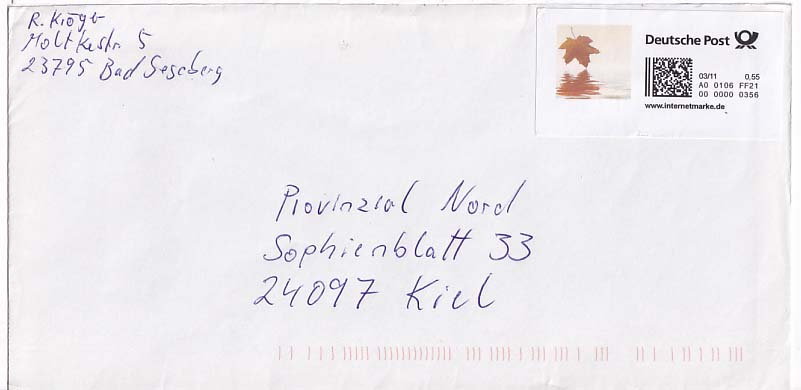 R. Krögr
Moltkestr. 5
23795 Bad Segeberg
Deutsche Post
03/11 0,55
A0 0106 FF21
00 0000 0356
www.internetmarke.de
Provinzial Nord
Sophienblatt 33
24097 Kiel